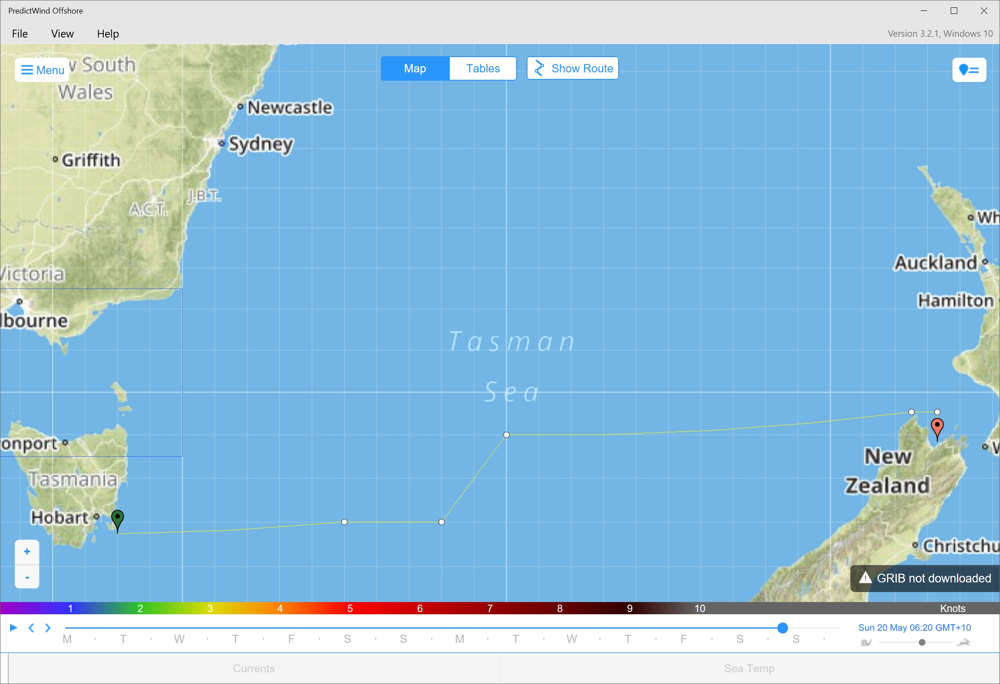 PredictWind Offshore
File View Help
Version 3.2.1, Windows 10
Menu
w South
Wales
Map Tables Show Route
Newcastle
Sydney
Griffith
J.B.T.
A.C.T.
Wh
Auckland
Victoria
Hamilton
lbourne
Tasman
Sea
onport
W
New
Zealand
Tasmania
Hobart
Christchu
+
-
GRIB not downloaded
1 2 3 4 5 6 7 8 9 10 Knots
Sun 20 May 06:20 GMT+10
M · T · W · T · F · S · S · M · T · W · T · F · S · S ·
Currents Sea Temp